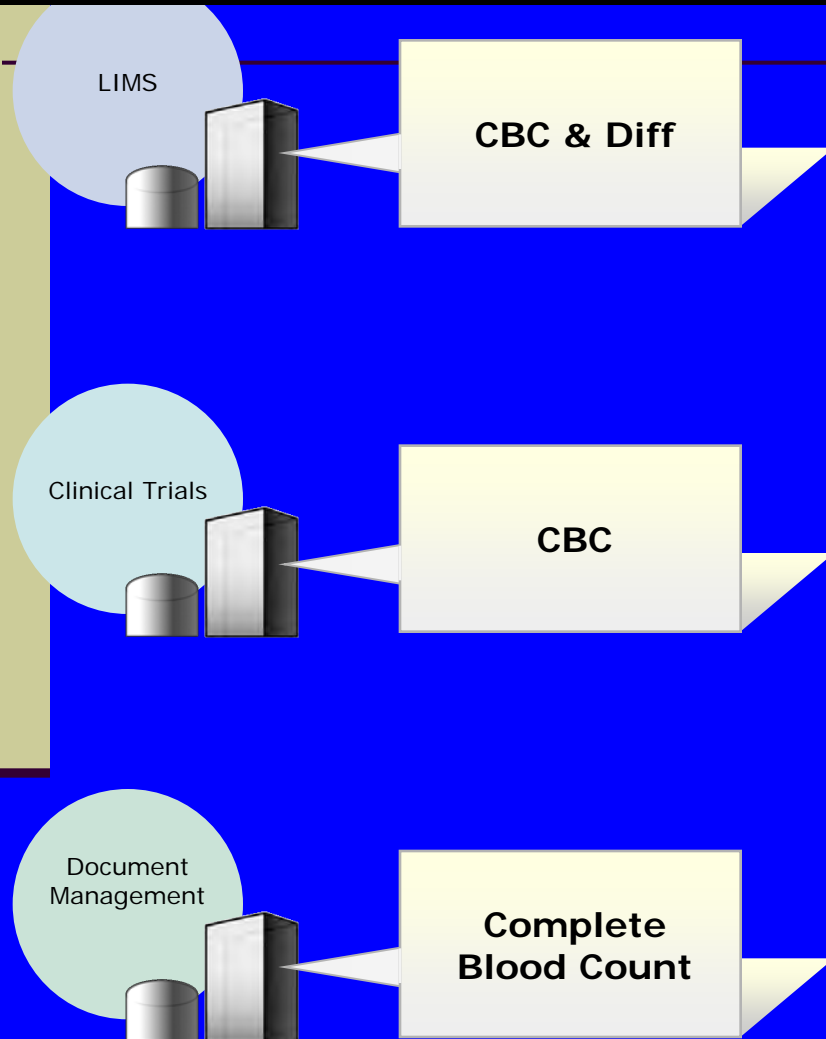 LIMS
CBC & Diff
Clinical Trials
CBC
Document
Management
Complete
Blood Count